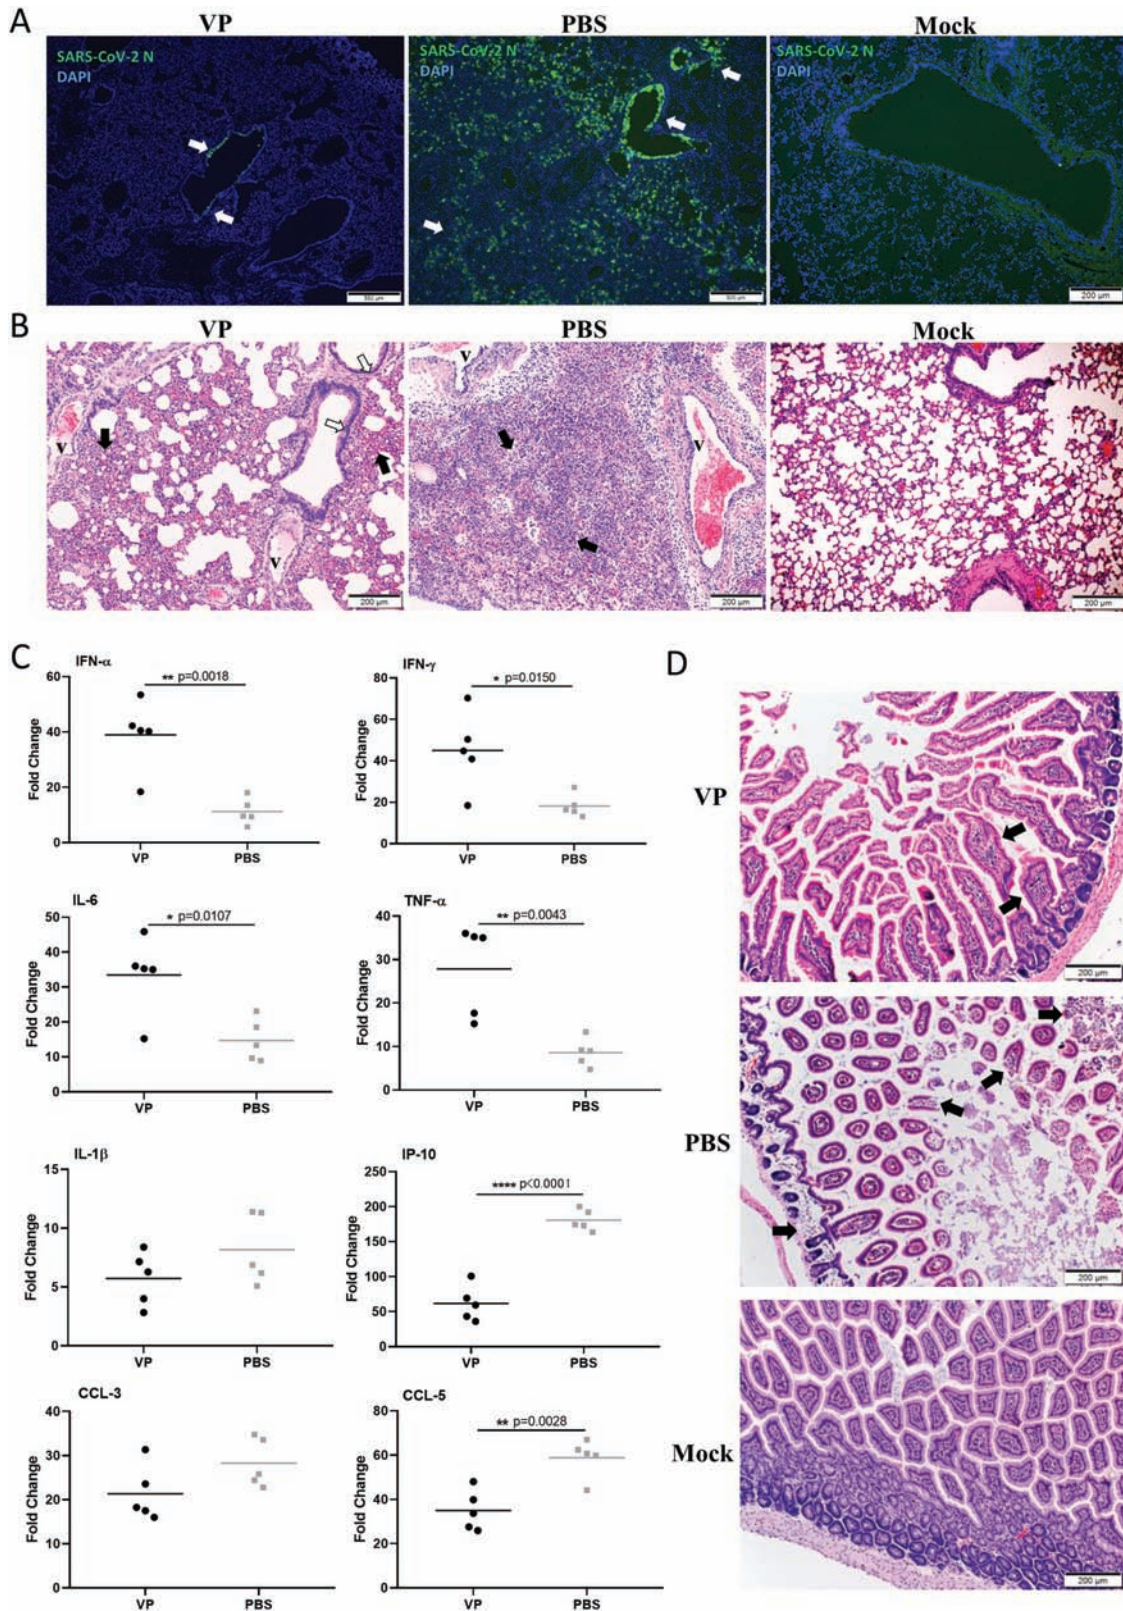 A
VP
PBS
Mock
SARS-CoV-2 N
DAPI
SARS-CoV-2 N
DAPI
SARS-CoV-2 N
DAPI
500 µm
200 µm
B
VP
PBS
Mock
v
v
v
v
200 µm
200 µm
200 µm
C
IFN-α
** p=0.0018
Fold Change
60
40
20
0
VP
PBS
IFN-γ
* p=0.0150
Fold Change
80
60
40
20
0
VP
PBS
IL-6
* p=0.0107
Fold Change
50
40
30
20
10
0
VP
PBS
TNF-α
** p=0.0043
Fold Change
40
30
20
10
0
VP
PBS
IL-1β
Fold Change
15
10
5
0
VP
PBS
IP-10
**** p<0.0001
Fold Change
250
200
150
100
50
0
VP
PBS
CCL-3
Fold Change
40
30
20
10
0
VP
PBS
CCL-5
** p=0.0028
Fold Change
80
60
40
20
0
VP
PBS
D
VP
200 µm
PBS
200 µm
Mock
200 µm